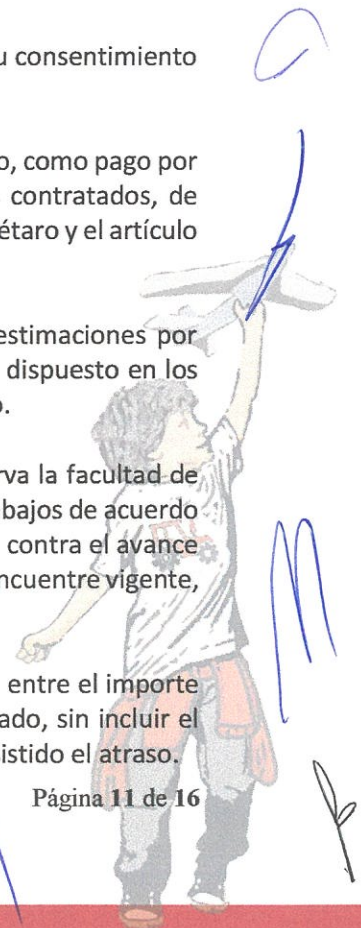 u consentimiento
o, como pago por
contratados, de
étaro y el artículo
estimaciones por
dispuesto en los
o.
rva la facultad de
bajos de acuerdo
contra el avance
ncuentre vigente,
entre el importe
ado, sin incluir el
sistido el atraso.
Página 11 de 16